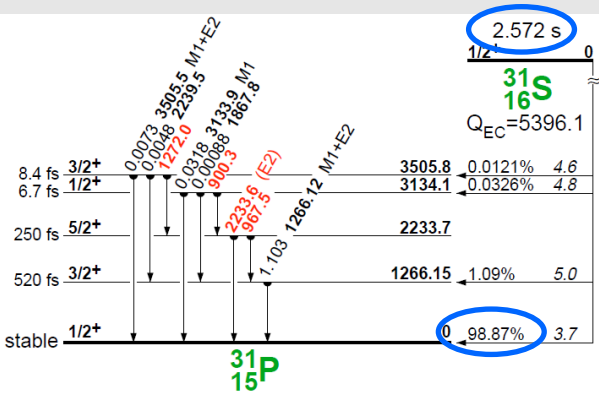 2.572 s
1/2+ 0
31
16 S
Q_EC=5396.1
0.0073 3505.5 M1+E2
0.0048 2239.5
1272.0
0.0318 3133.9 M1
0.00088 1867.8
900.3
2233.6 (E2)
967.5
1.103 1266.12 M1+E2
8.4 fs 3/2+ 3505.8 0.0121% 4.6
6.7 fs 1/2+ 3134.1 0.0326% 4.8
250 fs 5/2+ 2233.7
520 fs 3/2+ 1266.15 1.09% 5.0
stable 1/2+ 0 98.87% 3.7
31
15 P